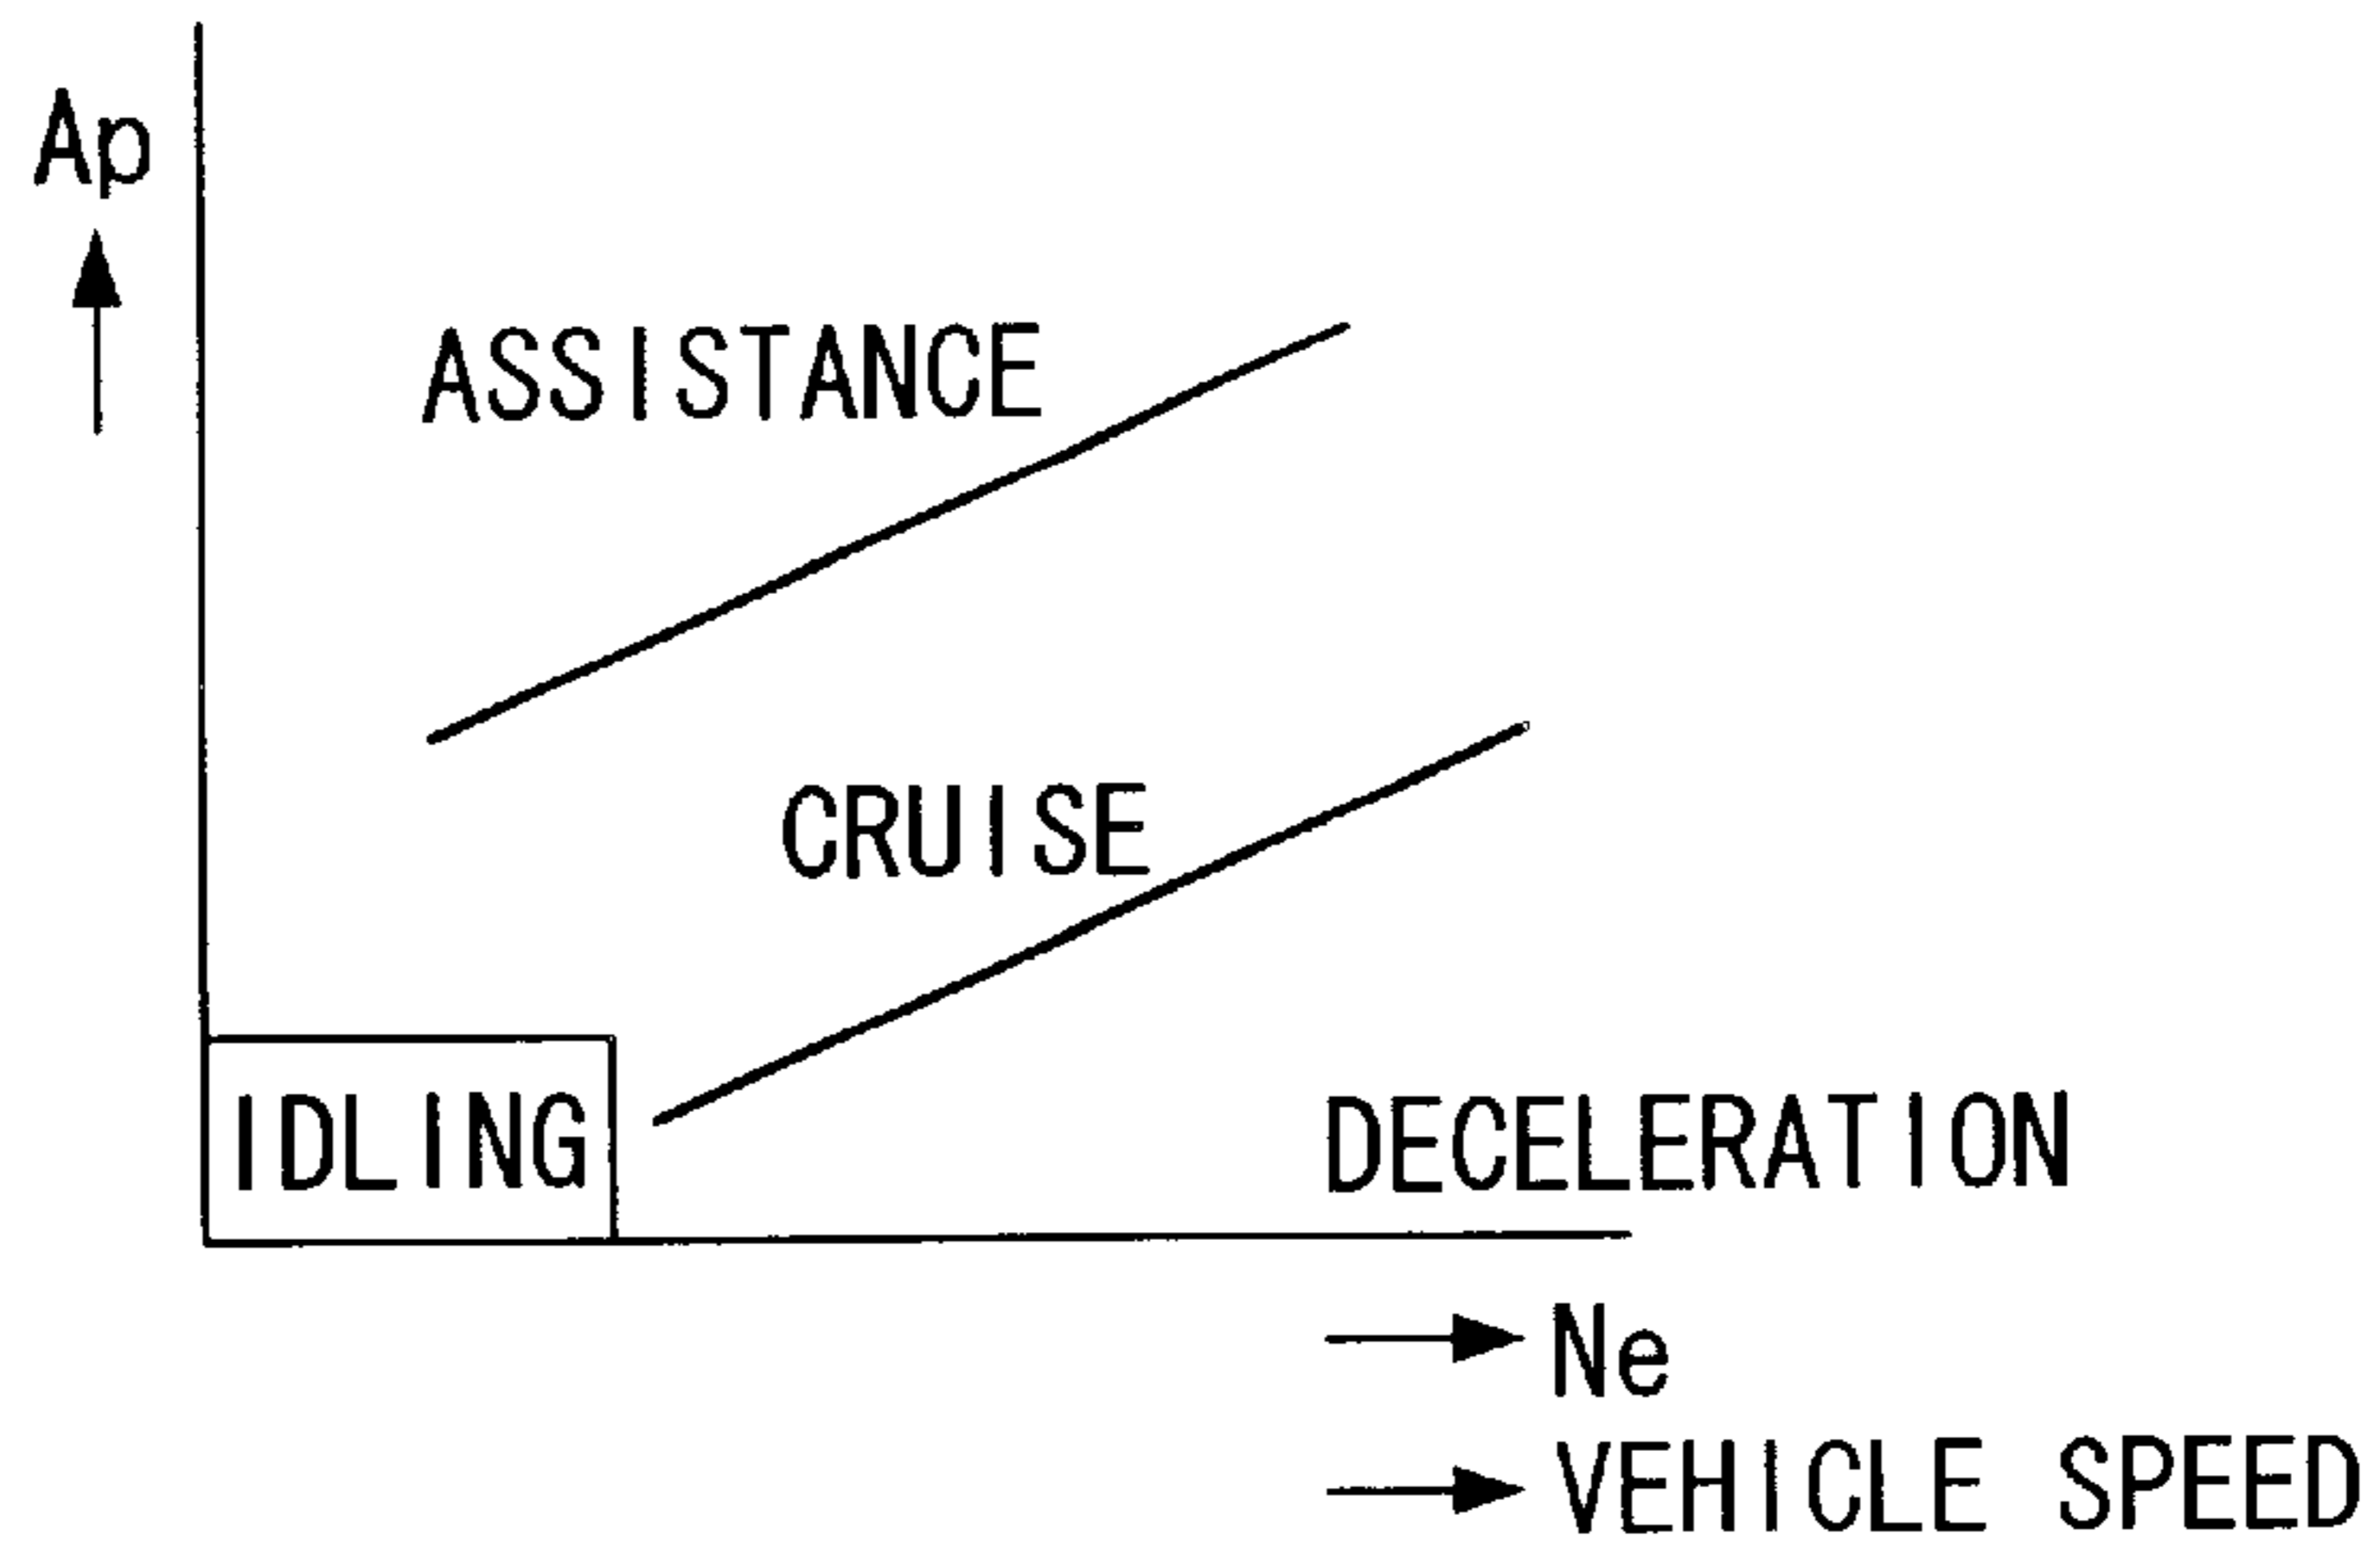 Ap
ASSISTANCE
CRUISE
IDLING
DECELERATION
Ne
VEHICLE SPEED